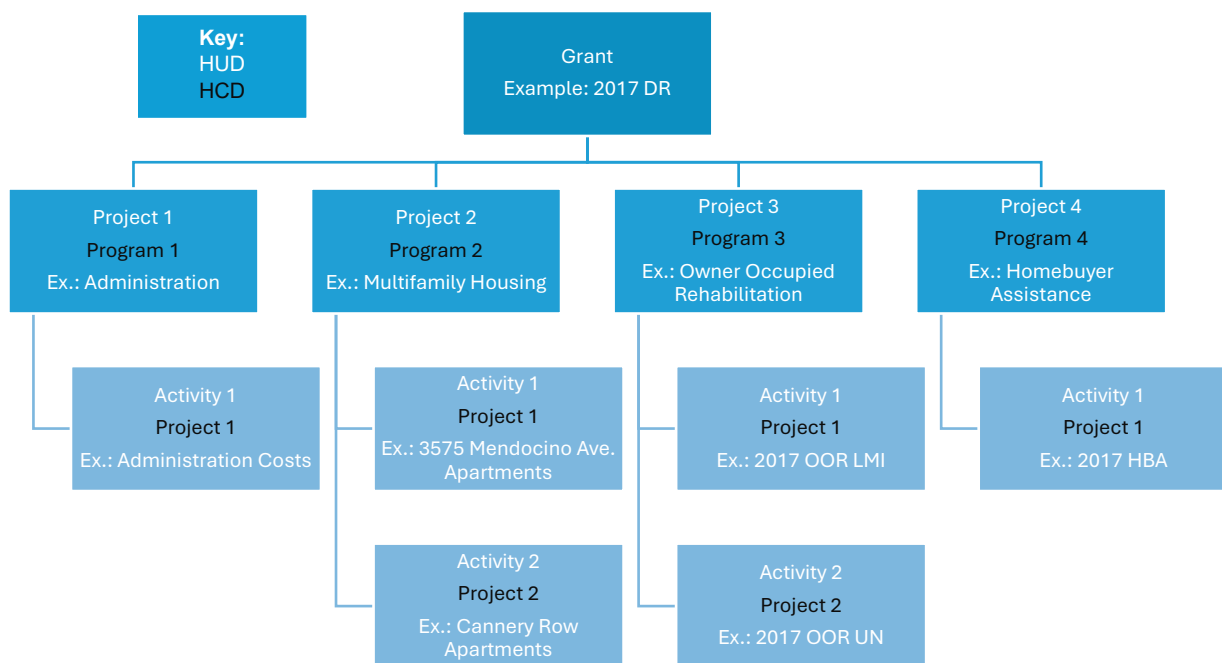 Key:
HUD
HCD
Grant
Example: 2017 DR
Project 1
Program 1
Ex.: Administration
Project 2
Program 2
Ex.: Multifamily Housing
Project 3
Program 3
Ex.: Owner Occupied
Rehabilitation
Project 4
Program 4
Ex.: Homebuyer
Assistance
Activity 1
Project 1
Ex.: Administration Costs
Activity 1
Project 1
Ex.: 3575 Mendocino Ave.
Apartments
Activity 1
Project 1
Ex.: 2017 OOR LMI
Activity 1
Project 1
Ex.: 2017 HBA
Activity 2
Project 2
Ex.: Cannery Row
Apartments
Activity 2
Project 2
Ex.: 2017 OOR UN